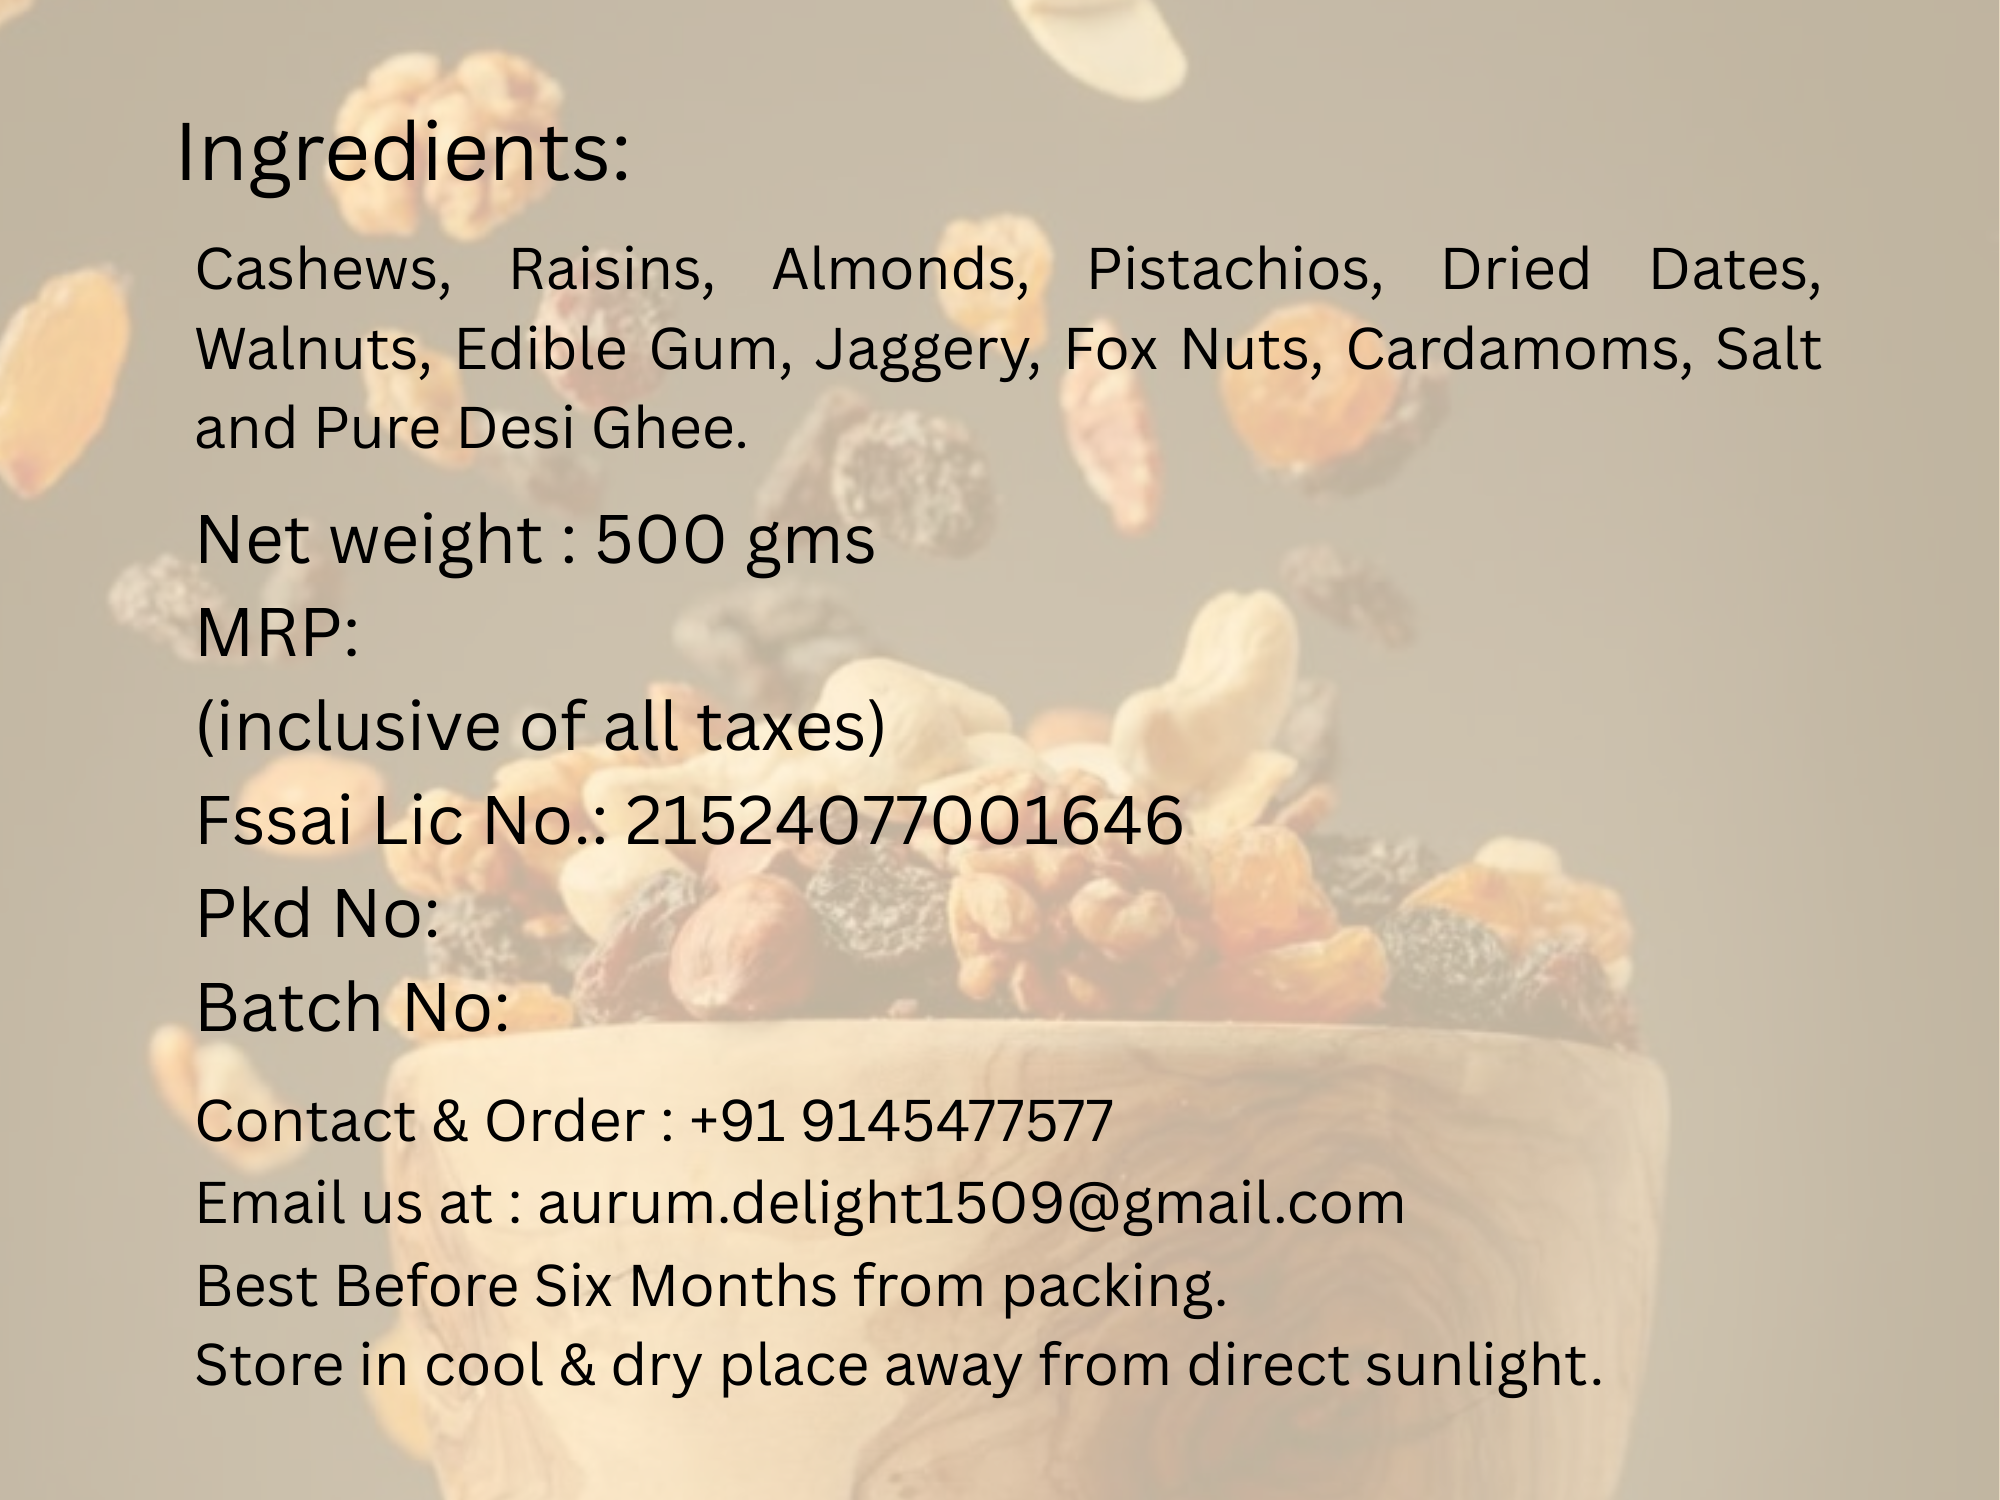 Ingredients:
Cashews, Raisins, Almonds, Pistachios, Dried Dates,
Walnuts, Edible Gum, Jaggery, Fox Nuts, Cardamoms, Salt
and Pure Desi Ghee.
Net weight : 500 gms
MRP:
(inclusive of all taxes)
Fssai Lic No.: 21524077001646
Pkd No:
Batch No:
Contact & Order : +91 9145477577
Email us at : aurum.delight1509@gmail.com
Best Before Six Months from packing.
Store in cool & dry place away from direct sunlight.